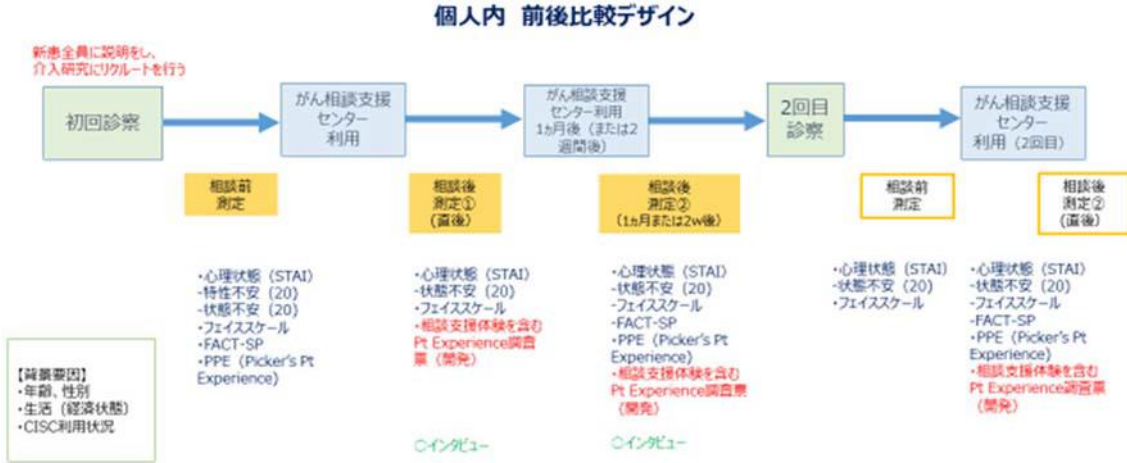 個人内 前後比較デザイン
新患全員に説明をし、
介入研究にリクルートを行う
初回診察
がん相談支援
センター
利用
がん相談支援
センター利用
1ヵ月後（または2
週間後）
2回目
診察
がん相談支援
センター
利用（2回目）
相談前
測定
相談後
測定①
(直後)
相談後
測定②
(1ヵ月または2w後)
相談前
測定
相談後
測定②
(直後)
・心理状態（STAI）
-特性不安（20）
-状態不安（20）
・フェイススケール
-FACT-SP
・PPE（Picker's Pt
Experience)
・心理状態（STAI）
-状態不安（20）
-フェイススケール
・相談支援体験を含む
Pt Experience調査
票（開発）
○インタビュー
・心理状態（STAI）
-状態不安（20）
-フェイススケール
-FACT-SP
・PPE（Picker's Pt
Experience)
・相談支援体験を含む
Pt Experience調査票
（開発）
○インタビュー
・心理状態（STAI）
-状態不安（20）
・フェイススケール
・心理状態（STAI）
-状態不安（20）
・フェイススケール
-FACT-SP
・PPE（Picker's Pt
Experience)
・相談支援体験を含む
Pt Experience調査票
（開発）
【背景要因】
・年齢、性別
・生活（経済状態）
・CISC利用状況